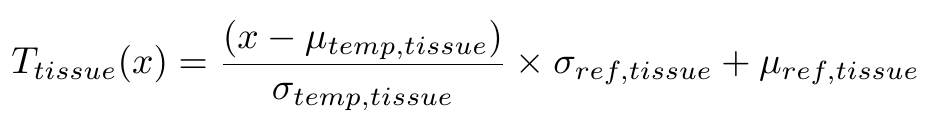 T_{tissue}(x) = \frac{(x - \mu_{temp,tissue})}{\sigma_{temp,tissue}} \times \sigma_{ref,tissue} + \mu_{ref,tissue}